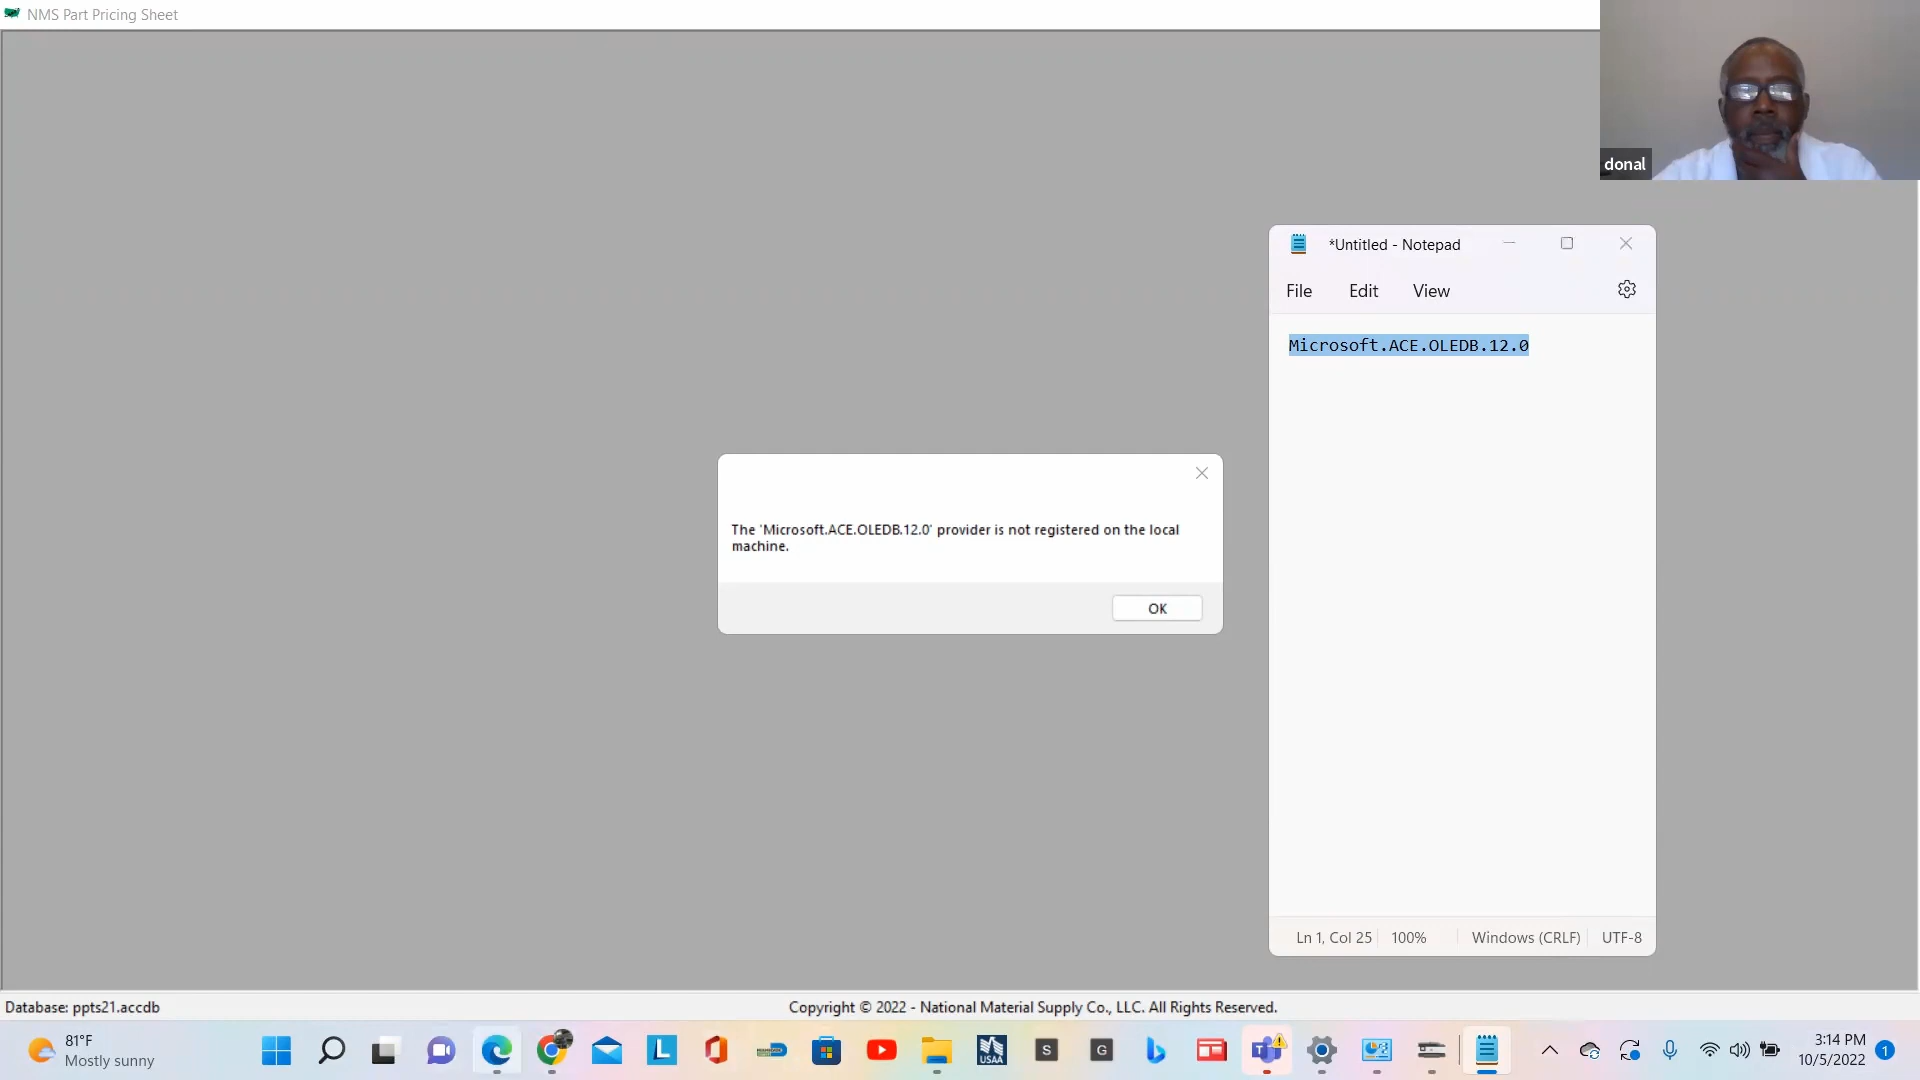 NMS Part Pricing Sheet
donal
*Untitled - Notepad
File Edit View
Microsoft.ACE.OLEDB.12.0
The 'Microsoft.ACE.OLEDB.12.0' provider is not registered on the local
machine.
OK
Ln 1, Col 25 100% Windows (CRLF) UTF-8
Database: ppts21.accdb
Copyright © 2022 - National Material Supply Co., LLC. All Rights Reserved.
81°F
Mostly sunny
L
USAA
S
G
T
3:14 PM
10/5/2022
1